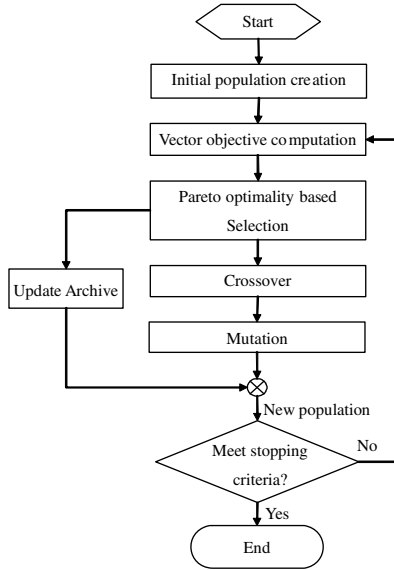 Start
Initial population creation
Vector objective computation
Pareto optimality based
Selection
Update Archive
Crossover
Mutation
New population
Meet stopping
criteria?
No
Yes
End